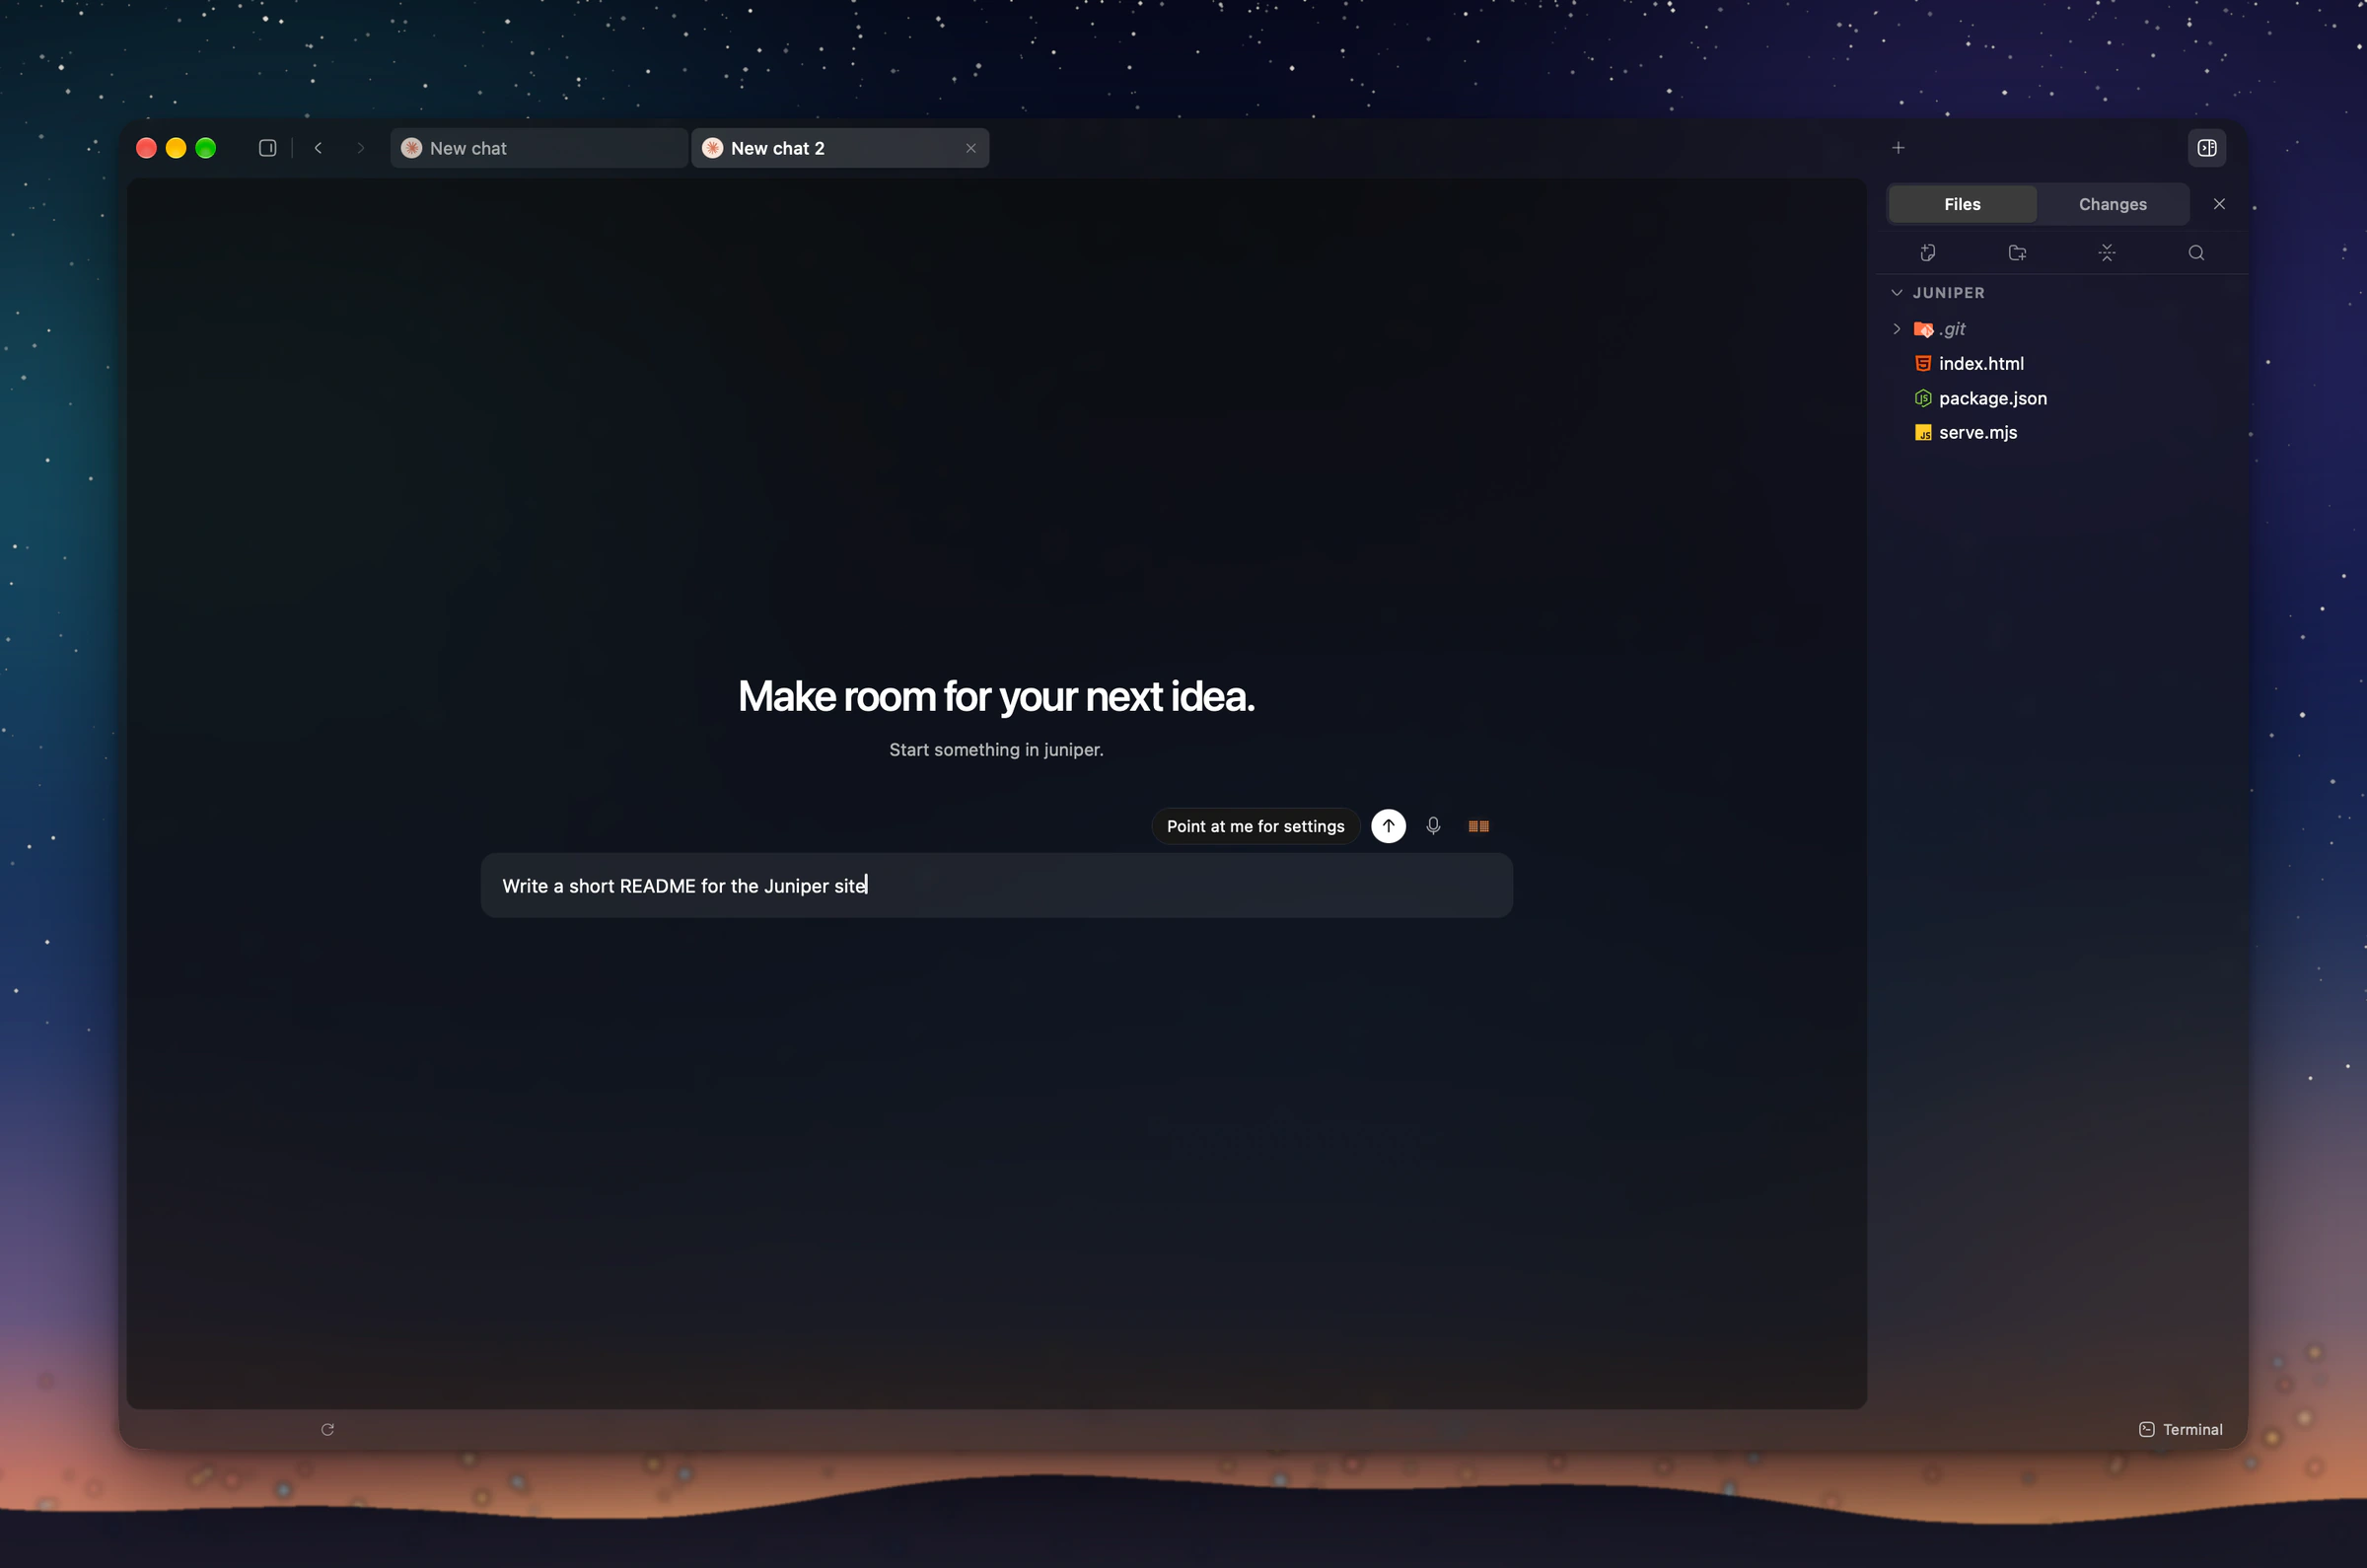 New chat
New chat 2
Files
Changes
JUNIPER
.git
index.html
package.json
serve.mjs
Make room for your next idea.
Start something in juniper.
Point at me for settings
Write a short README for the Juniper site
Terminal